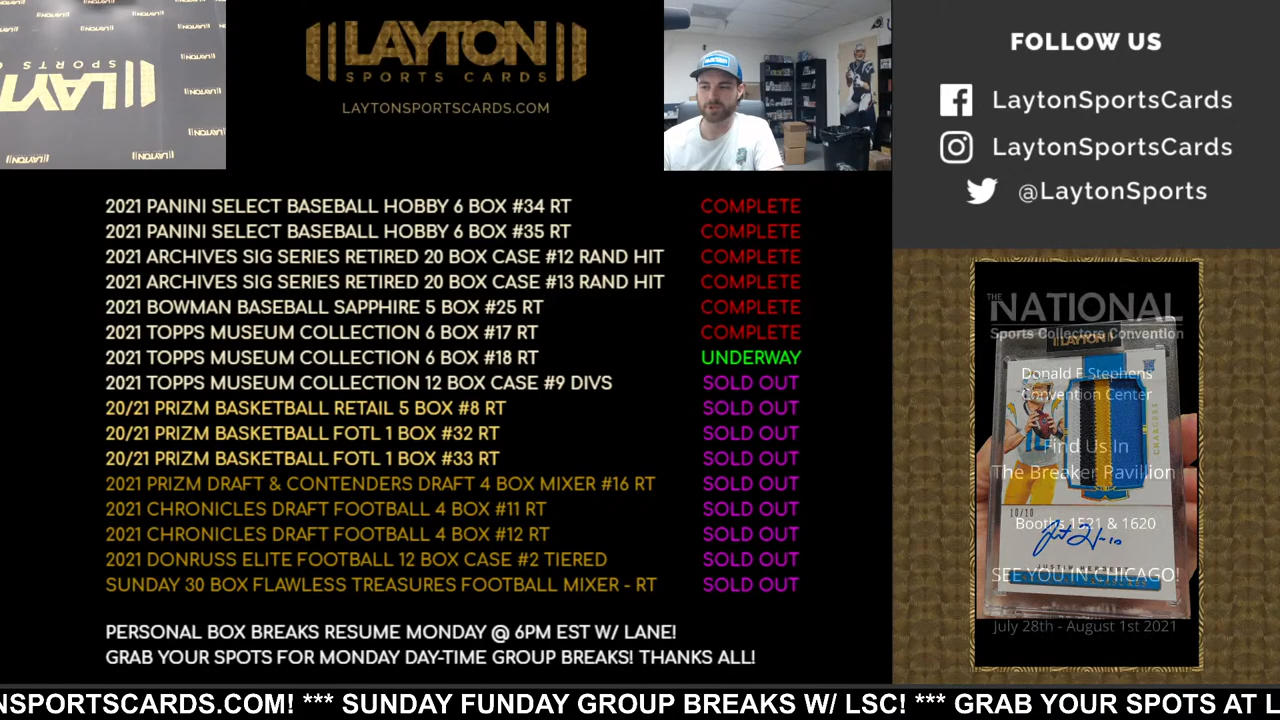 LAYTON
SPORTS CARDS
LAYTONSPORTSCARDS.COM
2021 PANINI SELECT BASEBALL HOBBY 6 BOX #34 RT COMPLETE
2021 PANINI SELECT BASEBALL HOBBY 6 BOX #35 RT COMPLETE
2021 ARCHIVES SIG SERIES RETIRED 20 BOX CASE #12 RAND HIT COMPLETE
2021 ARCHIVES SIG SERIES RETIRED 20 BOX CASE #13 RAND HIT COMPLETE
2021 BOWMAN BASEBALL SAPPHIRE 5 BOX #25 RT COMPLETE
2021 TOPPS MUSEUM COLLECTION 6 BOX #17 RT COMPLETE
2021 TOPPS MUSEUM COLLECTION 6 BOX #18 RT UNDERWAY
2021 TOPPS MUSEUM COLLECTION 12 BOX CASE #9 DIVS SOLD OUT
20/21 PRIZM BASKETBALL RETAIL 5 BOX #8 RT SOLD OUT
20/21 PRIZM BASKETBALL FOTL 1 BOX #32 RT SOLD OUT
20/21 PRIZM BASKETBALL FOTL 1 BOX #33 RT SOLD OUT
2021 PRIZM DRAFT & CONTENDERS DRAFT 4 BOX MIXER #16 RT SOLD OUT
2021 CHRONICLES DRAFT FOOTBALL 4 BOX #11 RT SOLD OUT
2021 CHRONICLES DRAFT FOOTBALL 4 BOX #12 RT SOLD OUT
2021 DONRUSS ELITE FOOTBALL 12 BOX CASE #2 TIERED SOLD OUT
SUNDAY 30 BOX FLAWLESS TREASURES FOOTBALL MIXER - RT SOLD OUT
PERSONAL BOX BREAKS RESUME MONDAY @ 6PM EST W/ LANE!
GRAB YOUR SPOTS FOR MONDAY DAY-TIME GROUP BREAKS! THANKS ALL!
FOLLOW US
LaytonSportsCards
LaytonSportsCards
@LaytonSports
THE NATIONAL
Sports Collectors Convention
LAYTON
Donald E Stephens
Convention Center
CHARGERS
Find Us In
The Breaker Pavillion
10/10
Booths 1521 & 1620
SEE YOU IN CHICAGO!
July 28th - August 1st 2021
NSPORTSCARDS.COM! *** SUNDAY FUNDAY GROUP BREAKS W/ LSC! *** GRAB YOUR SPOTS AT L